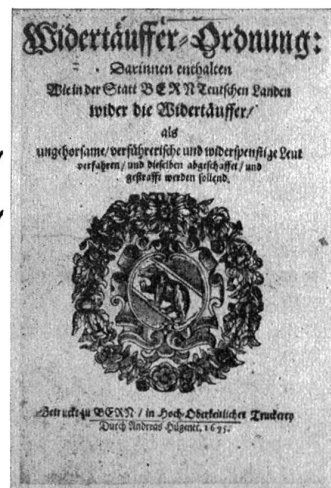 Widertäuffer-Ordnung:
Darinnen enthalten
Wie in der Statt BERN Teutschen Landen
wider die Widertäuffer/
als
ungehorsame/ verführerische und widerspenstige Leut
verfahren/ und dieselben abgeschaffet/ und
gestrafft werden sollend.
Getruckt zu BERN/ in Hoch-Oberkeitlicher Truckerey
Durch Andreas Hügenet. 1695.